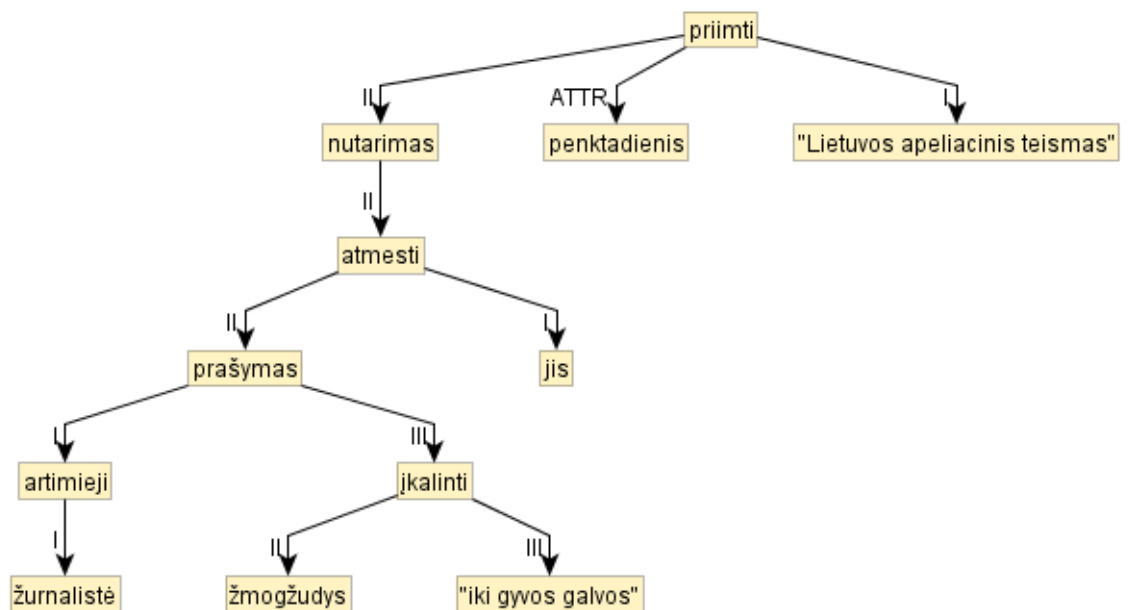 priimti
II ATTR I
nutarimas penktadienis "Lietuvos apeliacinis teismas"
II
atmesti
II I
prašymas jis
I III
artimieji įkalinti
I II III
žurnalistė žmogžudys "iki gyvos galvos"